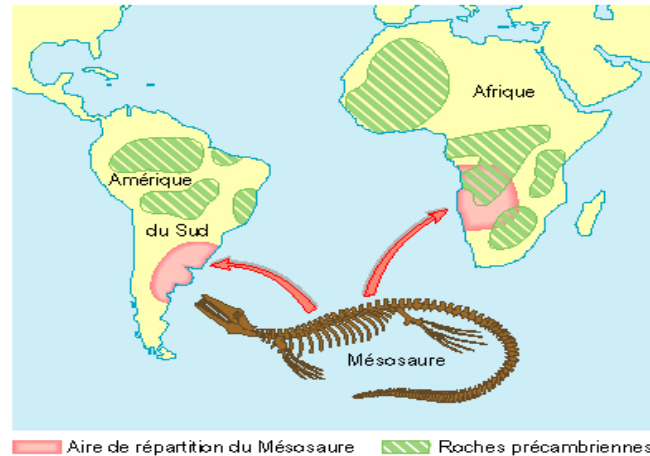 Afrique
Amérique
du Sud
Mésosaure
Aire de répartition du Mésosaure
Roches précambriennes